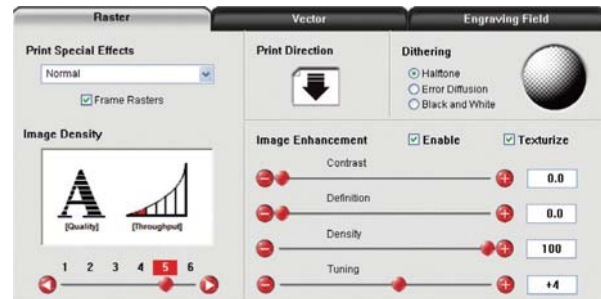 Raster
Vector
Engraving Field
Print Special Effects
Normal
Frame Rasters
Image Density
A
[Quality]
[Throughput]
1 2 3 4 5 6
Print Direction
Dithering
Halftone
Error Diffusion
Black and White
Image Enhancement
Enable
Texturize
Contrast
0.0
Definition
0.0
Density
100
Tuning
+4